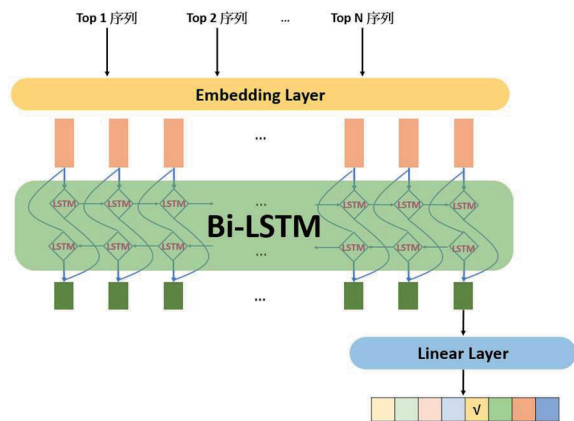 Top 1 序列 Top 2 序列 ... Top N 序列
Embedding Layer
...
LSTM LSTM LSTM ... LSTM LSTM LSTM
Bi-LSTM
LSTM LSTM LSTM ... LSTM LSTM LSTM
...
Linear Layer
√